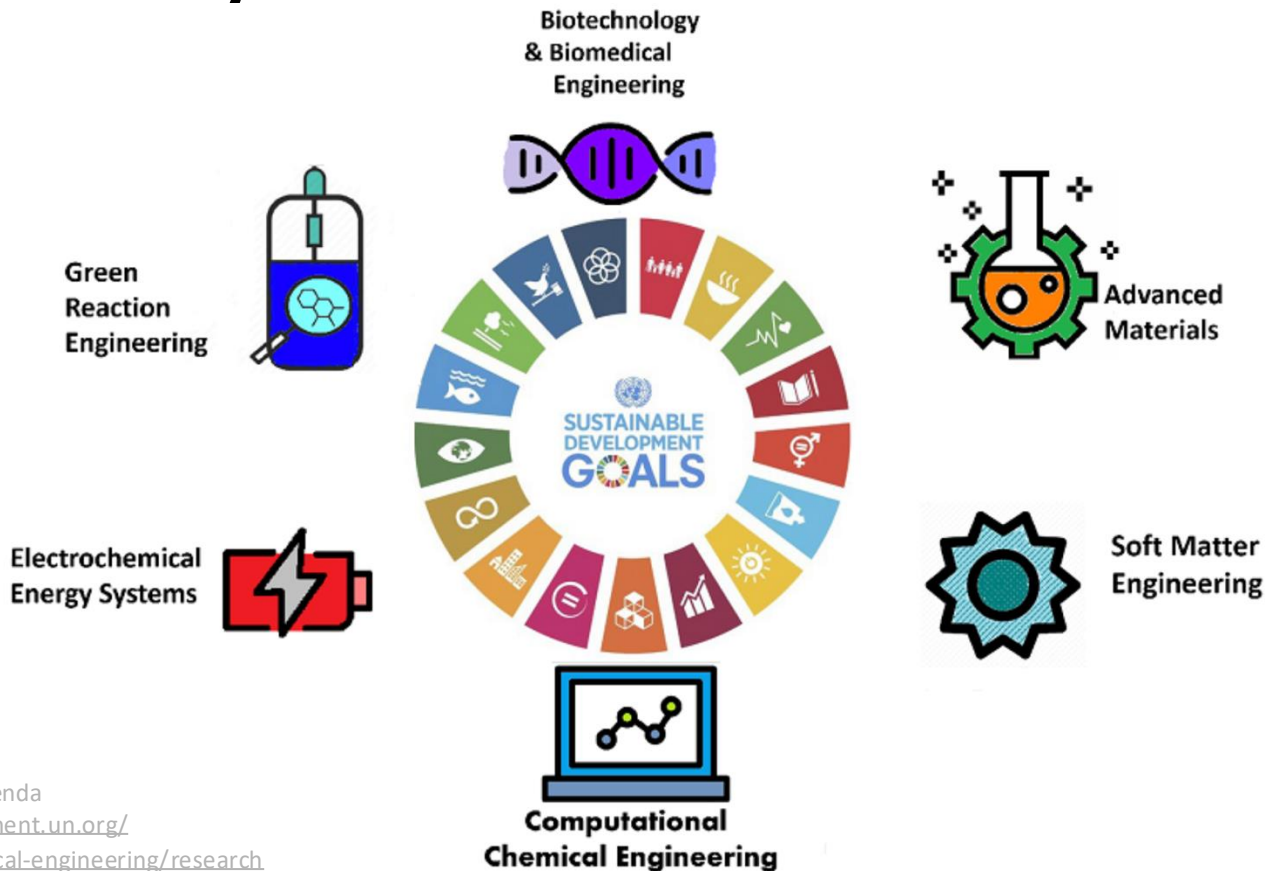 Biotechnology
& Biomedical
Engineering
Green
Reaction
Engineering
Advanced
Materials
SUSTAINABLE
DEVELOPMENT
GOALS
Electrochemical
Energy Systems
Soft Matter
Engineering
Computational
Chemical Engineering
enda
ment.un.org/
cal-engineering/research